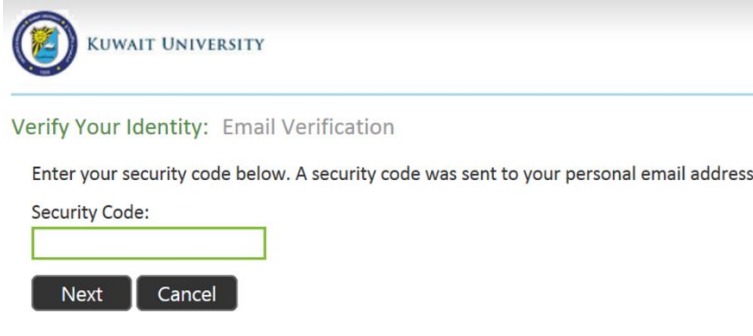 KUWAIT UNIVERSITY
Verify Your Identity: Email Verification
Enter your security code below. A security code was sent to your personal email address
Security Code:
Next Cancel